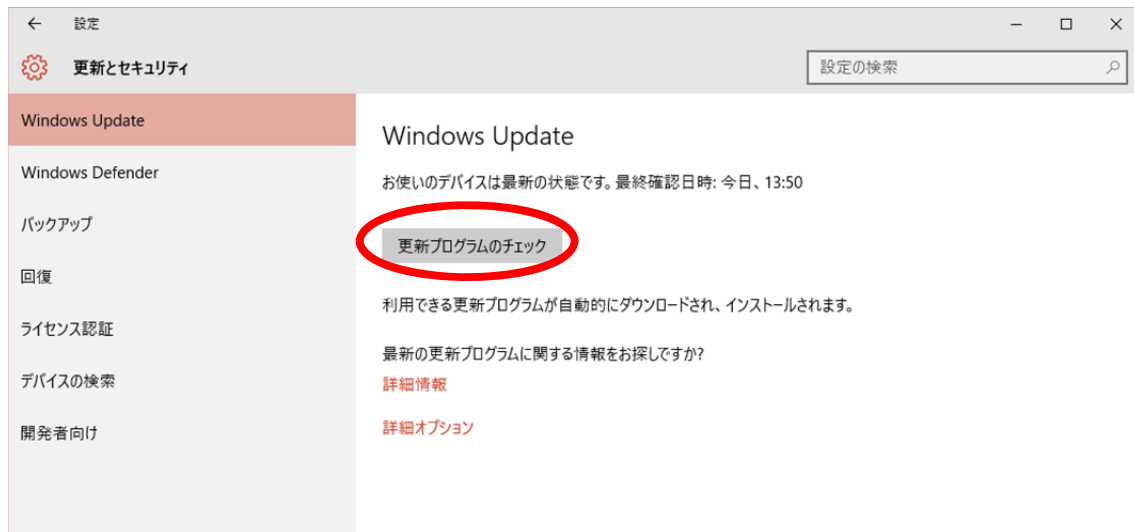 設定
更新とセキュリティ
設定の検索
Windows Update
Windows Defender
バックアップ
回復
ライセンス認証
デバイスの検索
開発者向け
Windows Update
お使いのデバイスは最新の状態です。最終確認日時: 今日、13:50
更新プログラムのチェック
利用できる更新プログラムが自動的にダウンロードされ、インストールされます。
最新の更新プログラムに関する情報をお探しですか?
詳細情報
詳細オプション